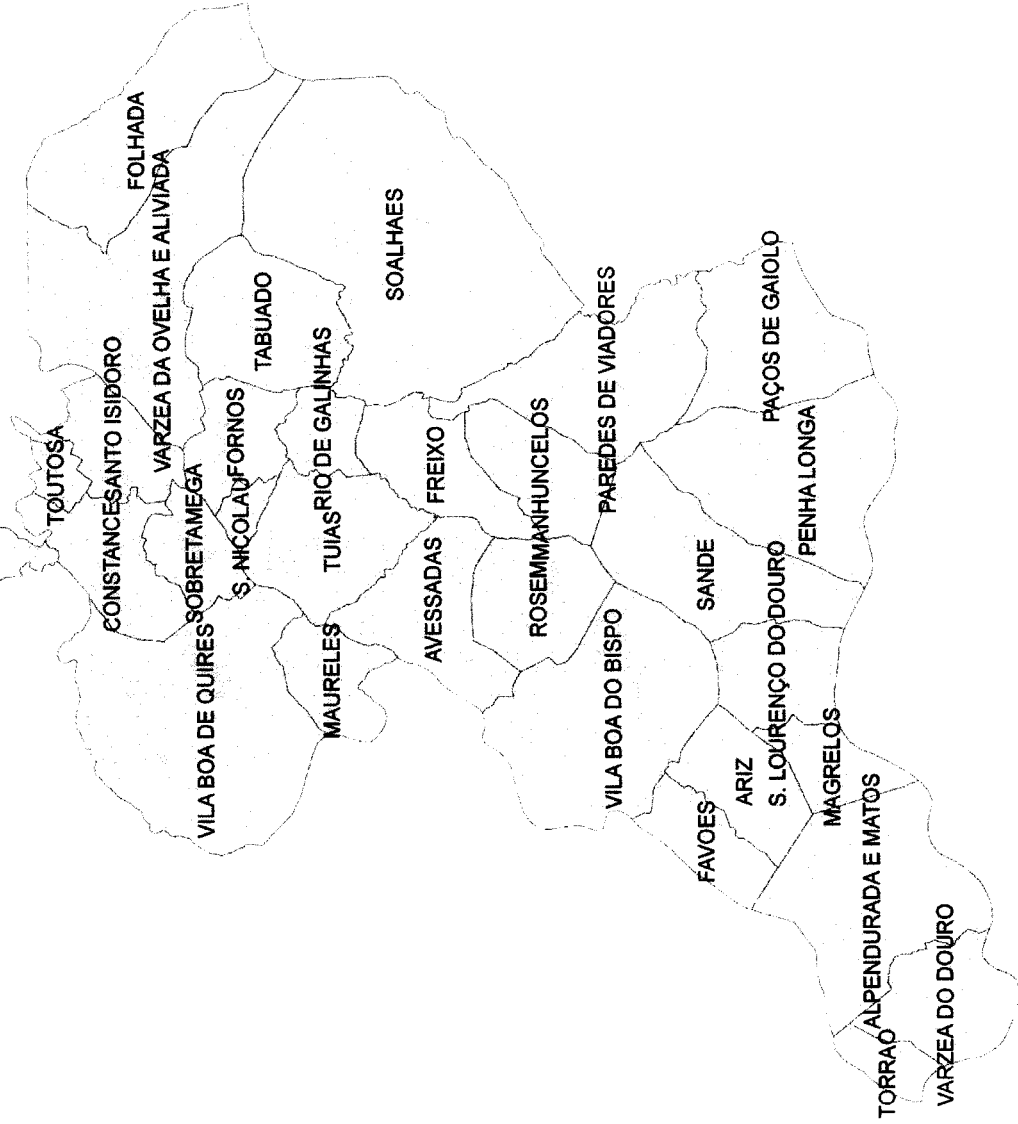 TOUTOSA
CONSTANCE
SANTO ISIDORO
FOLHADA
VARZEA DA OVELHA E ALIVIADA
SOBRETAMEGA
VILA BOA DE QUIRES
S. NICOLAU
FORNOS
TABUADO
MAURELES
TUIAS
RIO DE GALINHAS
SOALHAES
AVESSADAS
FREIXO
ROSEM
MANHUNCELOS
VILA BOA DO BISPO
PAREDES DE VIADORES
FAVOES
SANDE
ARIZ
S. LOURENÇO DO DOURO
PAÇOS DE GAIOLO
PENHA LONGA
MAGRELOS
ALPENDURADA E MATOS
TORRAO
VARZEA DO DOURO